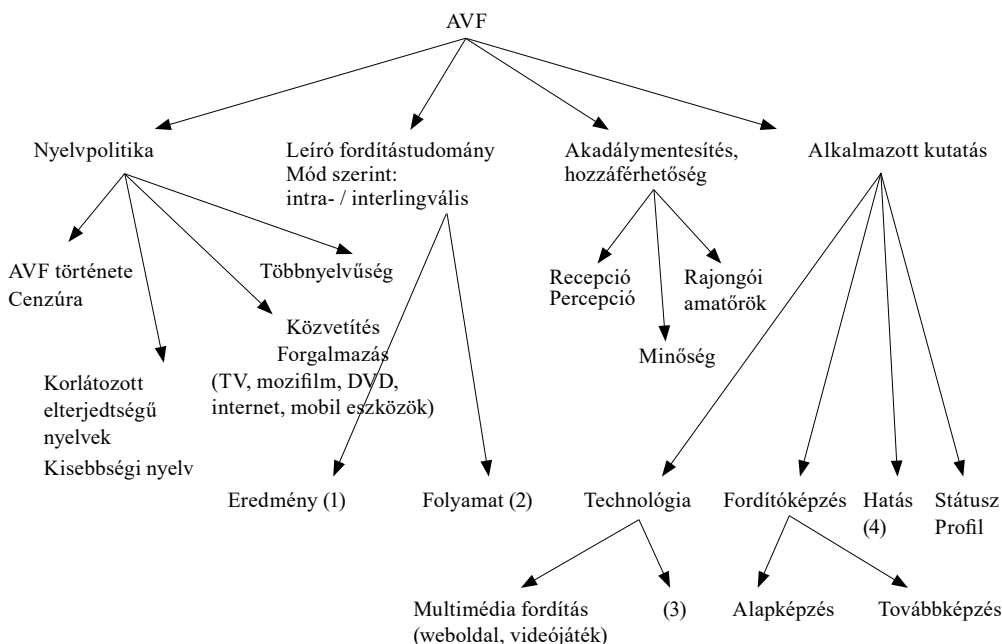 AVF
Nyelvpolitika
Leíró fordítástudomány
Mód szerint:
intra- / interlingvális
Akadálymentesítés,
hozzáférhetőség
Alkalmazott kutatás
AVF története
Cenzúra
Többnyelvűség
Recepció
Percepció
Rajongói
amatőrök
Közvetítés
Forgalmazás
(TV, mozifilm, DVD,
internet, mobil eszközök)
Minőség
Korlátozott
elterjedtségű
nyelvek
Kisebbségi nyelv
Eredmény (1)
Folyamat (2)
Technológia
Fordítóképzés
Hatás
(4)
Státusz
Profil
Multimédia fordítás
(weboldal, videójáték)
(3)
Alapképzés
Továbbképzés